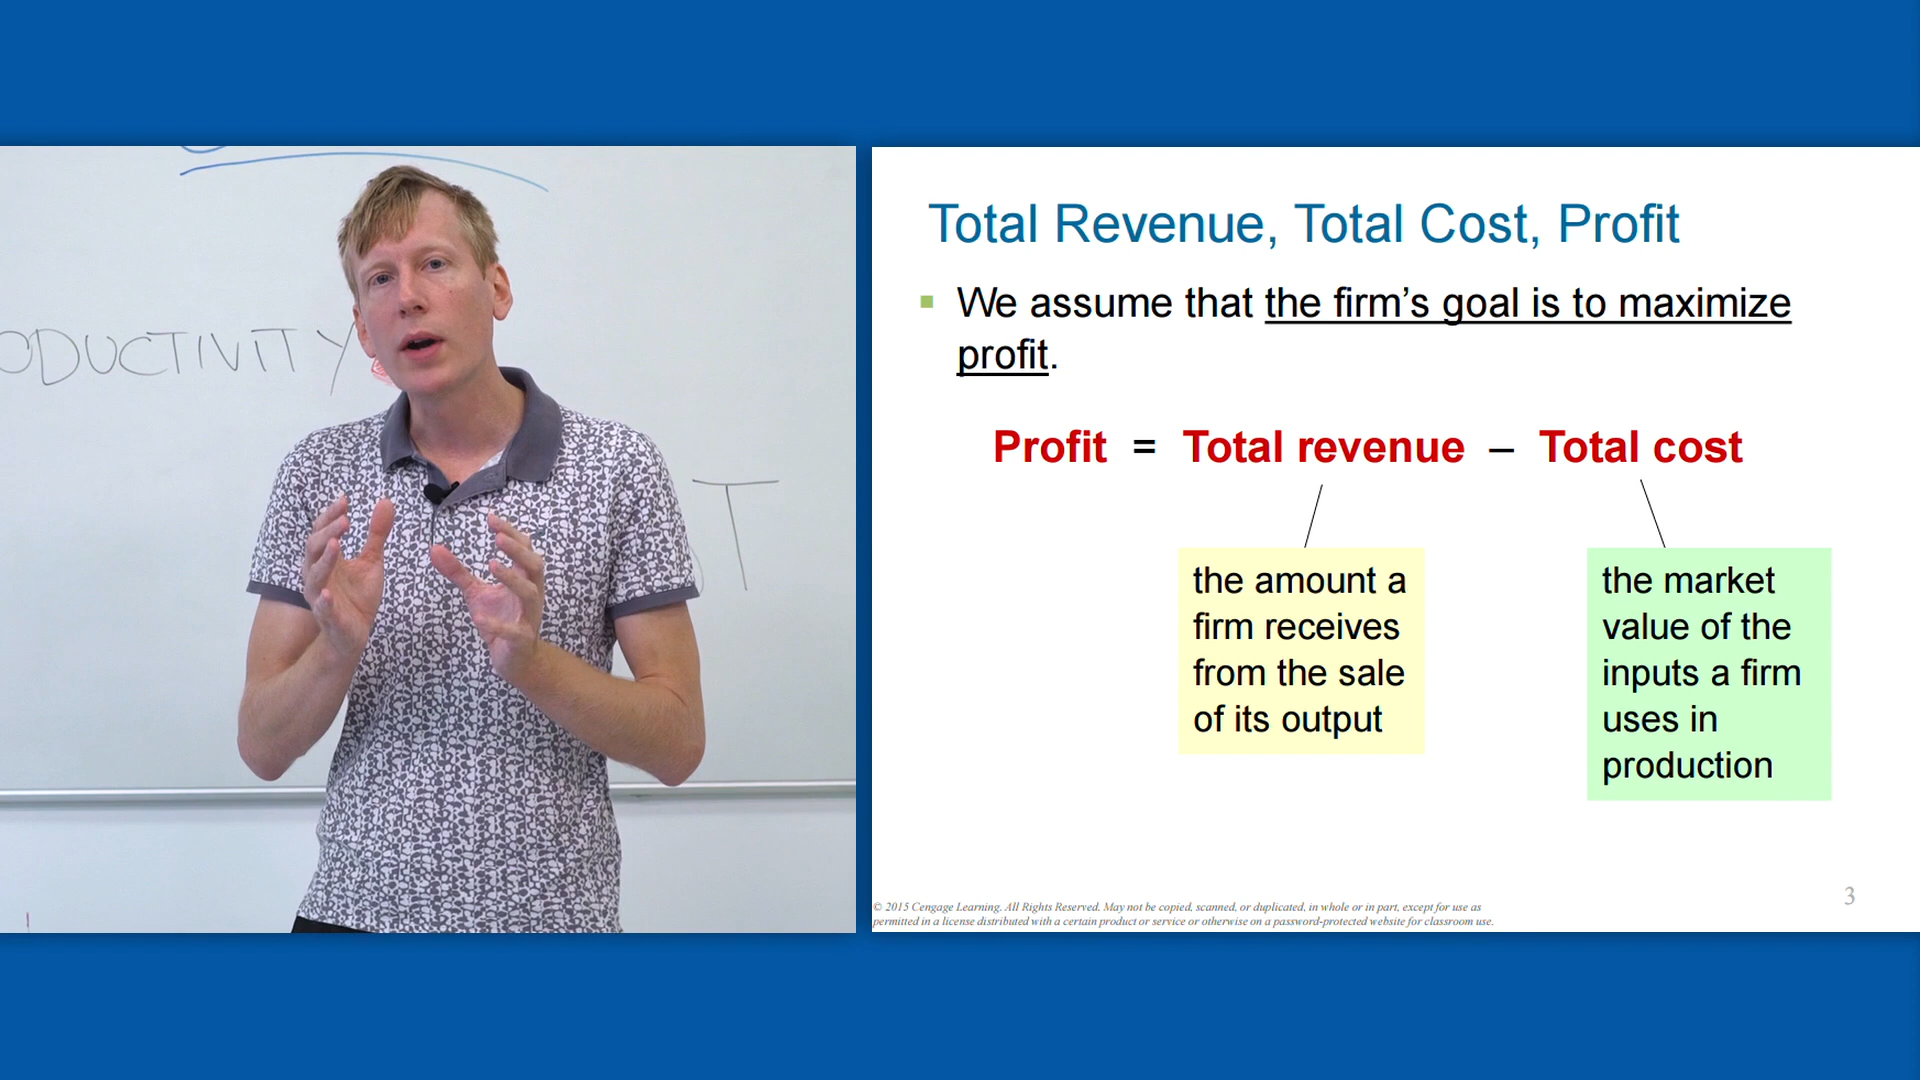 ODUCTIVITY
T
Total Revenue, Total Cost, Profit
We assume that the firm's goal is to maximize
profit.
Profit = Total revenue – Total cost
the amount a
firm receives
from the sale
of its output
the market
value of the
inputs a firm
uses in
production
© 2015 Cengage Learning. All Rights Reserved. May not be copied, scanned, or duplicated, in whole or in part, except for use as
permitted in a license distributed with a certain product or service or otherwise on a password-protected website for classroom use.
3